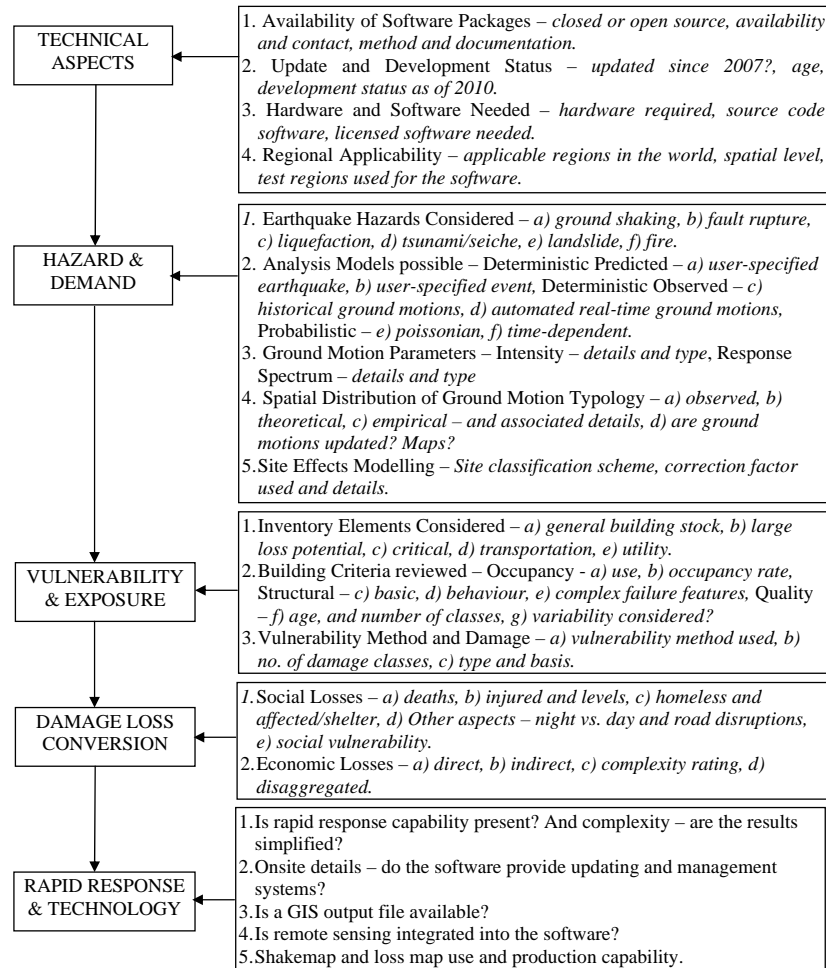 TECHNICAL
ASPECTS
1. Availability of Software Packages – closed or open source, availability
and contact, method and documentation.
2. Update and Development Status – updated since 2007?, age,
development status as of 2010.
3. Hardware and Software Needed – hardware required, source code
software, licensed software needed.
4. Regional Applicability – applicable regions in the world, spatial level,
test regions used for the software.
HAZARD &
DEMAND
1. Earthquake Hazards Considered – a) ground shaking, b) fault rupture,
c) liquefaction, d) tsunami/seiche, e) landslide, f) fire.
2. Analysis Models possible – Deterministic Predicted – a) user-specified
earthquake, b) user-specified event, Deterministic Observed – c)
historical ground motions, d) automated real-time ground motions,
Probabilistic – e) poissonian, f) time-dependent.
3. Ground Motion Parameters – Intensity – details and type, Response
Spectrum – details and type
4. Spatial Distribution of Ground Motion Typology – a) observed, b)
theoretical, c) empirical – and associated details, d) are ground
motions updated? Maps?
5. Site Effects Modelling – Site classification scheme, correction factor
used and details.
VULNERABILITY
& EXPOSURE
1. Inventory Elements Considered – a) general building stock, b) large
loss potential, c) critical, d) transportation, e) utility.
2. Building Criteria reviewed – Occupancy - a) use, b) occupancy rate,
Structural – c) basic, d) behaviour, e) complex failure features, Quality
– f) age, and number of classes, g) variability considered?
3. Vulnerability Method and Damage – a) vulnerability method used, b)
no. of damage classes, c) type and basis.
DAMAGE LOSS
CONVERSION
1. Social Losses – a) deaths, b) injured and levels, c) homeless and
affected/shelter, d) Other aspects – night vs. day and road disruptions,
e) social vulnerability.
2. Economic Losses – a) direct, b) indirect, c) complexity rating, d)
disaggregated.
RAPID RESPONSE
& TECHNOLOGY
1. Is rapid response capability present? And complexity – are the results
simplified?
2. Onsite details – do the software provide updating and management
systems?
3. Is a GIS output file available?
4. Is remote sensing integrated into the software?
5. Shakemap and loss map use and production capability.